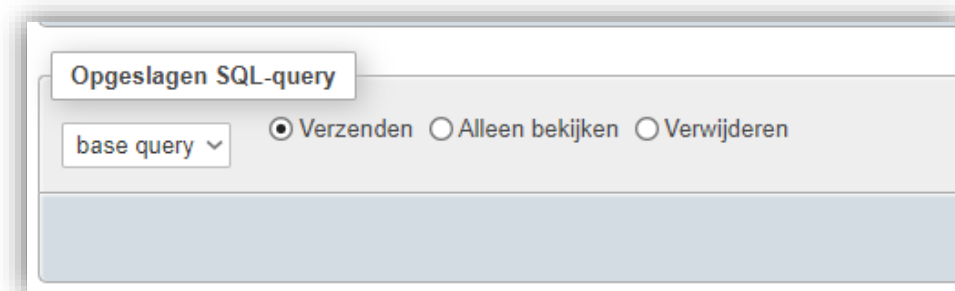 Opgeslagen SQL-query
base query
Verzenden Alleen bekijken Verwijderen